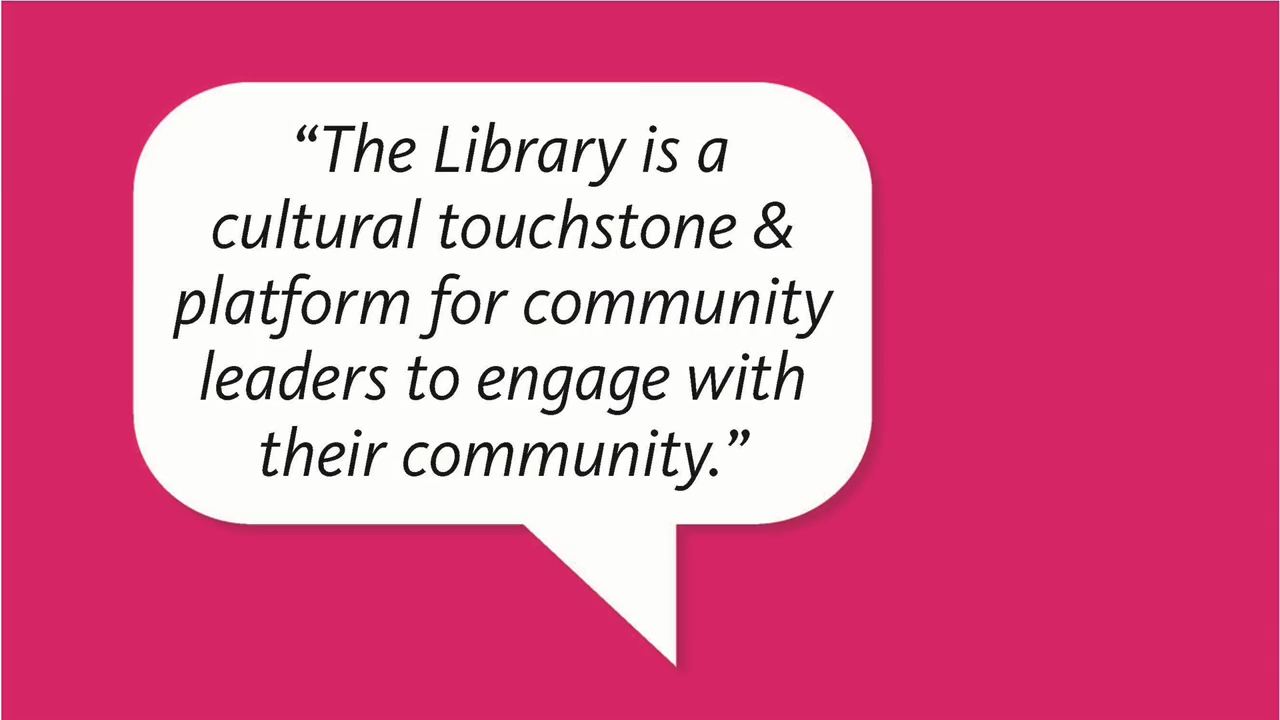 “The Library is a
cultural touchstone &
platform for community
leaders to engage with
their community.”